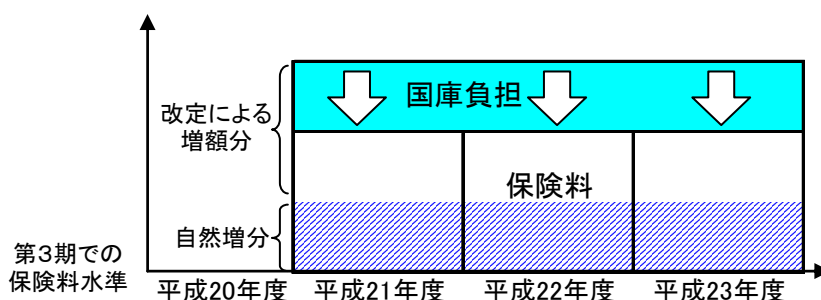 国庫負担
改定による
増額分
保険料
自然増分
第3期での
保険料水準
平成20年度
平成21年度
平成22年度
平成23年度